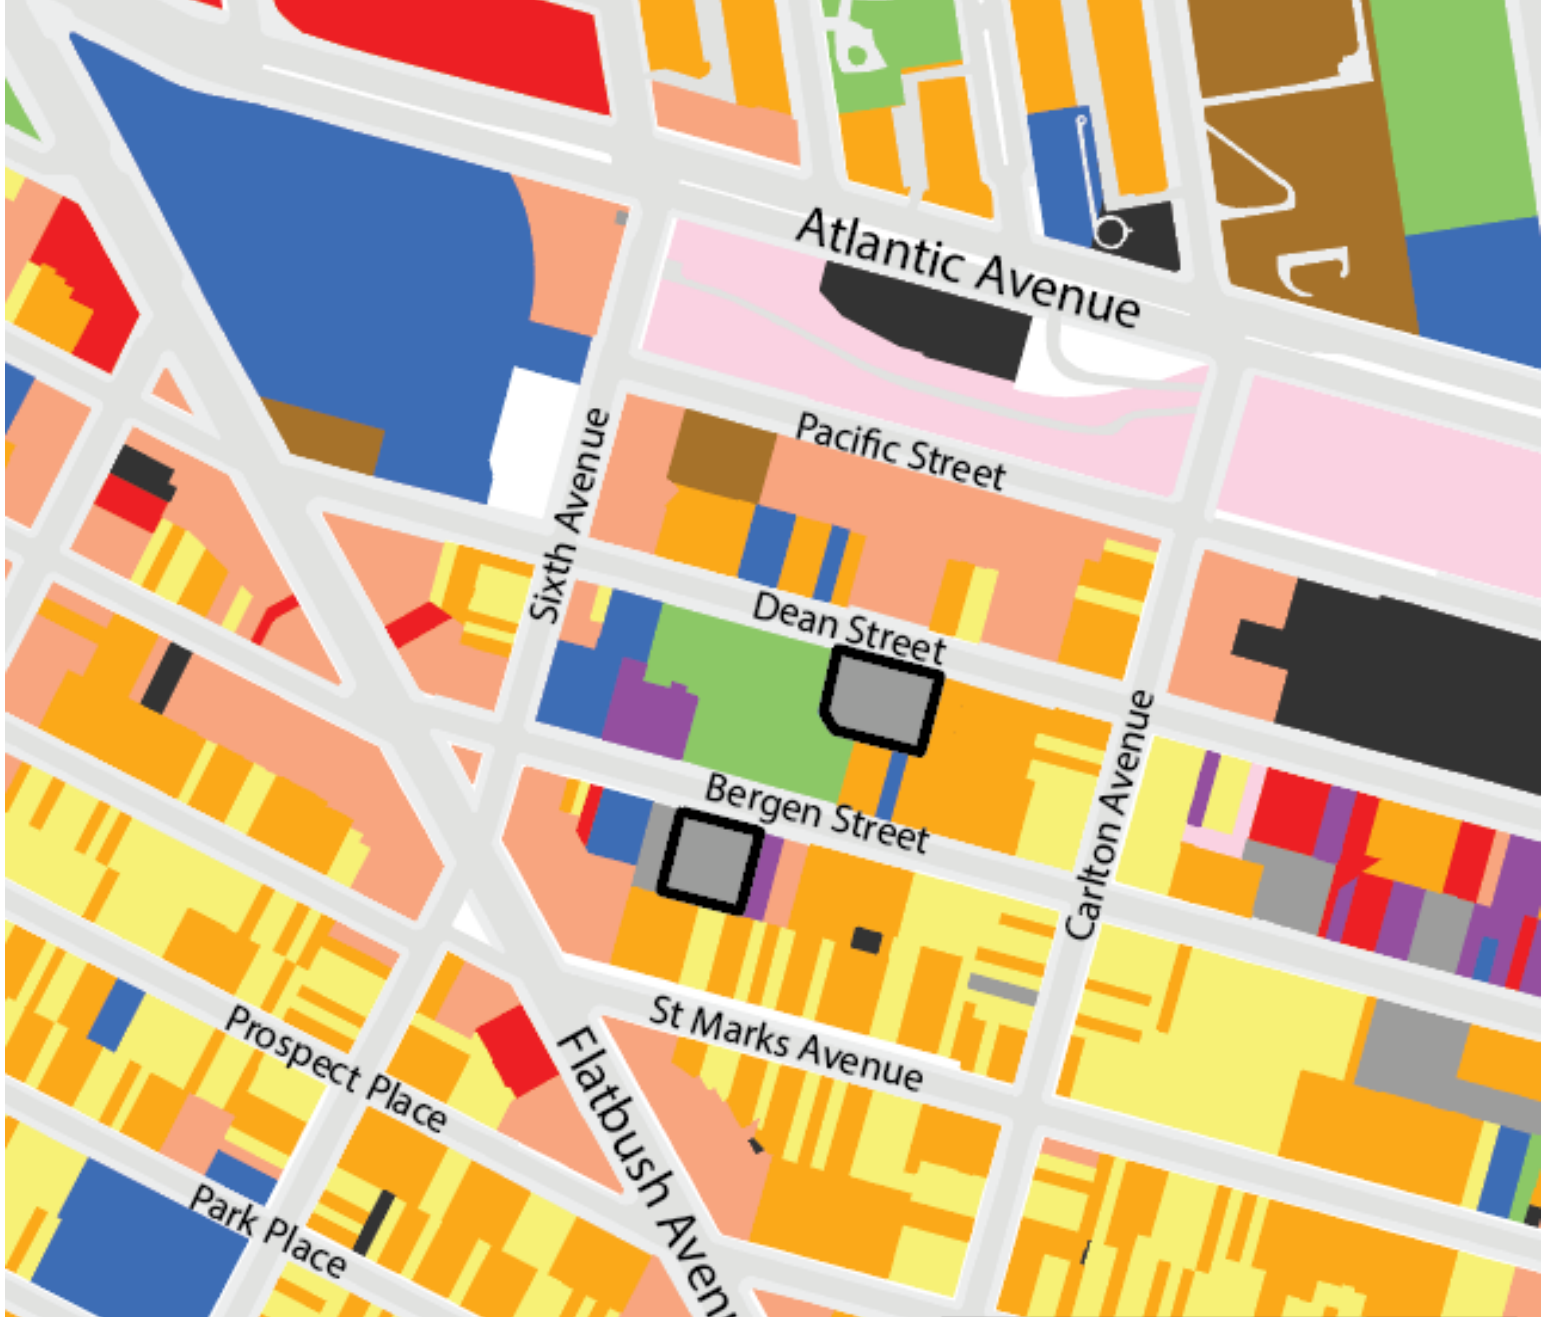 Atlantic Avenue
Pacific Street
Sixth Avenue
Dean Street
Bergen Street
Carlton Avenue
St Marks Avenue
Prospect Place
Flatbush Aven
Park Place